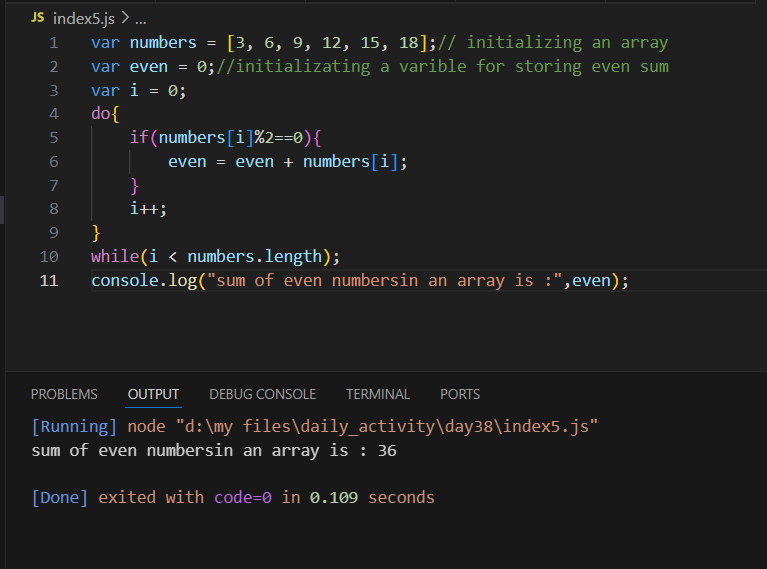 JS index5.js > ...
1 var numbers = [3, 6, 9, 12, 15, 18];// initializing an array
2 var even = 0;//initializating a varible for storing even sum
3 var i = 0;
4 do{
5 if(numbers[i]%2==0){
6 even = even + numbers[i];
7 }
8 i++;
9 }
10 while(i < numbers.length);
11 console.log("sum of even numbersin an array is :",even);
PROBLEMS OUTPUT DEBUG CONSOLE TERMINAL PORTS
[Running] node "d:\my files\daily_activity\day38\index5.js"
sum of even numbersin an array is : 36
[Done] exited with code=0 in 0.109 seconds